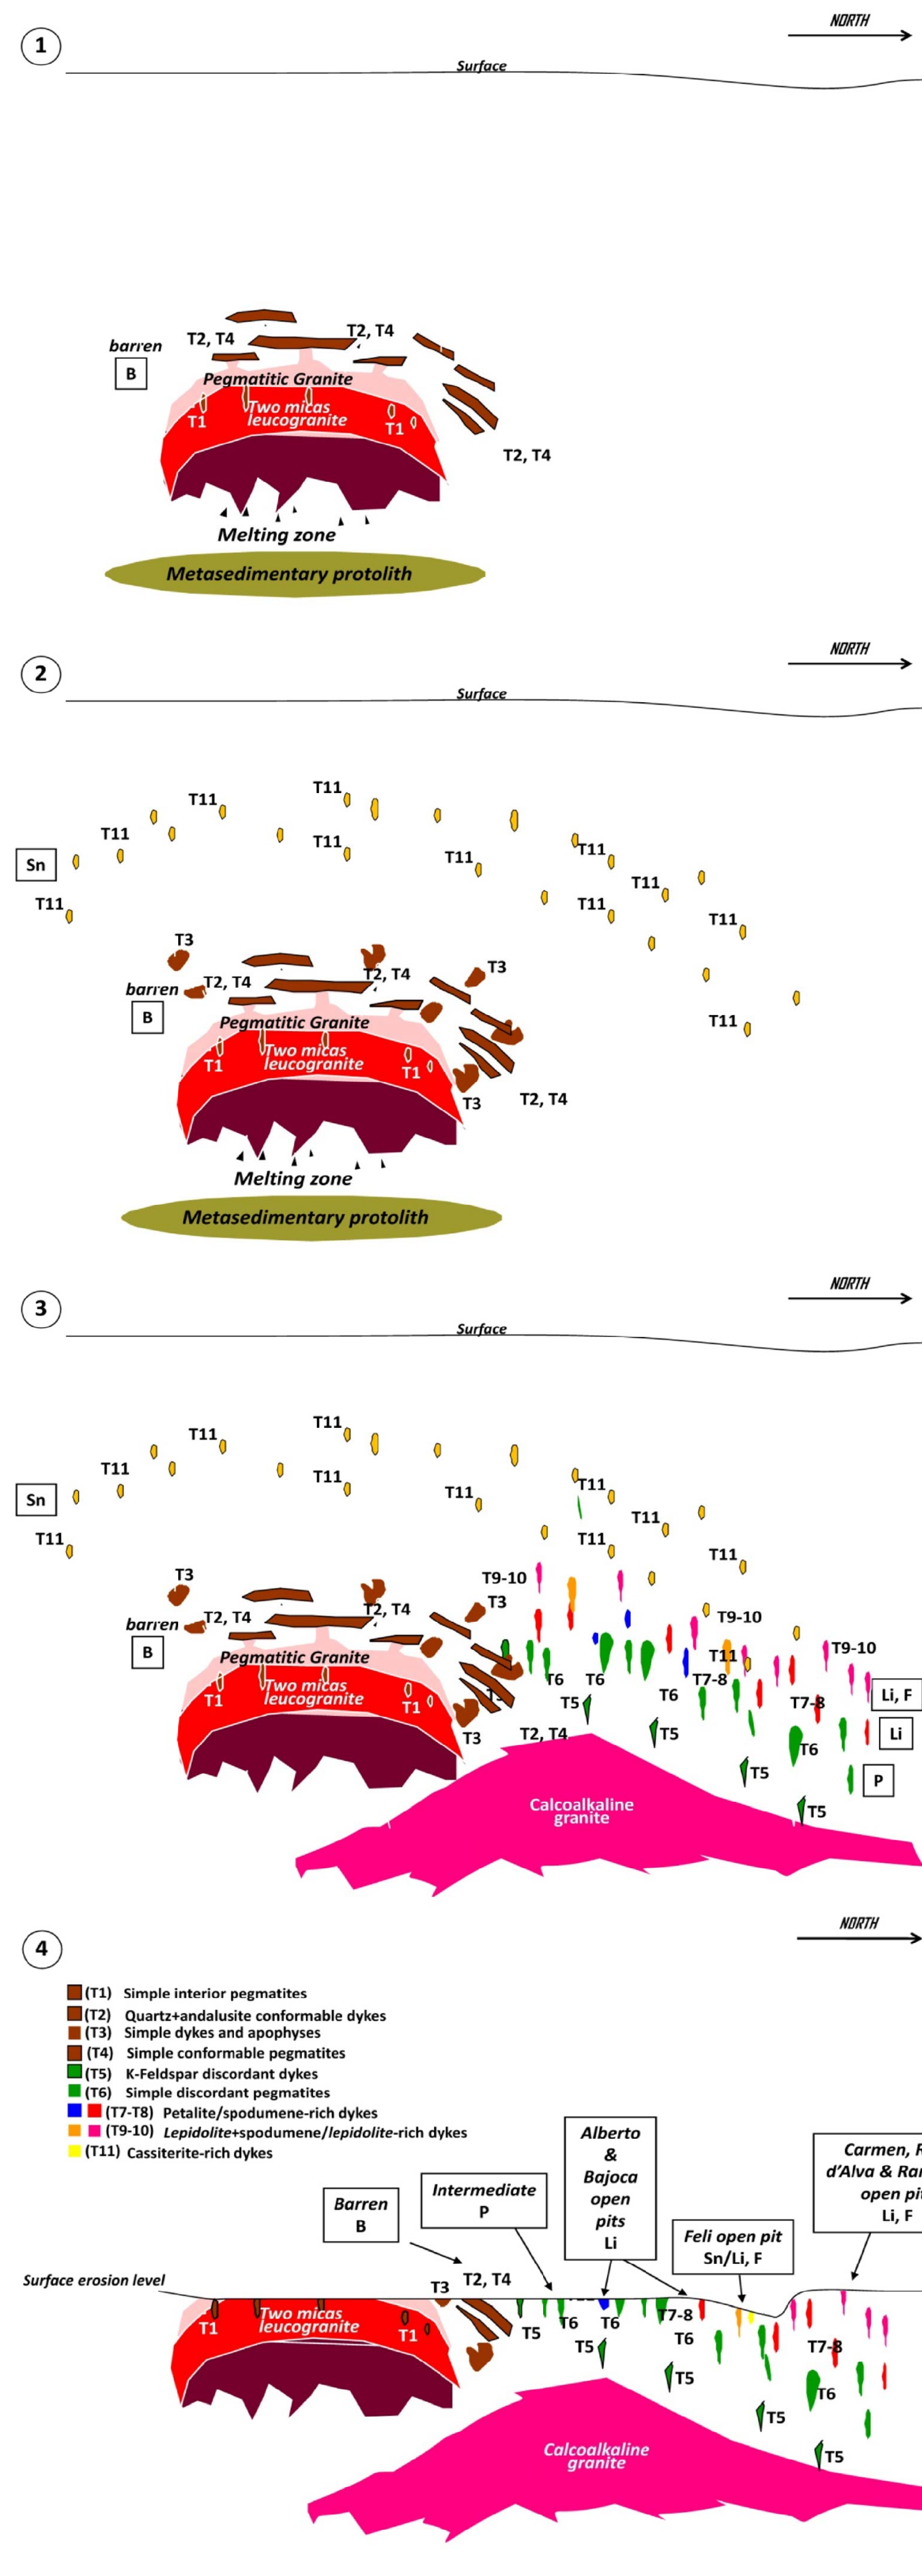 1
NORTH
Surface
T2, T4
T2, T4
barren
B
Pegmatitic Granite
Two micas
leucogranite
T1
T1
T2, T4
Melting zone
Metasedimentary protolith
2
NORTH
Surface
T11
T11
T11
T11
T11
T11
Sn
T11
T11
T11
T11
T3
T3
T2, T4
T2, T4
barren
B
T11
Pegmatitic Granite
Two micas
leucogranite
T1
T1
T3
T2, T4
Melting zone
Metasedimentary protolith
3
NORTH
Surface
T11
T11
T11
T11
T11
T11
Sn
T11
T11
T11
T11
T3
T9-10
T3
T2, T4
T2, T4
T9-10
barren
B
T9-10
Pegmatitic Granite
T11
Two micas
leucogranite
T1
T1
T6
T6
T7-8
T5
T6
T7-8
Li, F
T3
T2, T4
T5
Li
T6
T5
P
T5
Calcoalkaline
granite
4
NORTH
(T1) Simple interior pegmatites
(T2) Quartz+andalusite conformable dykes
(T3) Simple dykes and apophyses
(T4) Simple conformable pegmatites
(T5) K-Feldspar discordant dykes
(T6) Simple discordant pegmatites
(T7-T8) Petalite/spodumene-rich dykes
(T9-10) Lepidolite+spodumene/lepidolite-rich dykes
(T11) Cassiterite-rich dykes
Alberto
&
Bajoca
open
pits
Li
Carmen,
d'Alva &
open
Li, F
Intermediate
P
Barren
B
Feli open pit
Sn/Li, F
Surface erosion level
T3
T2, T4
Two micas
leucogranite
T1
T1
T5
T6
T6
T7-8
T6
T5
T7-8
T5
T6
T5
T5
Calcoalkaline
granite